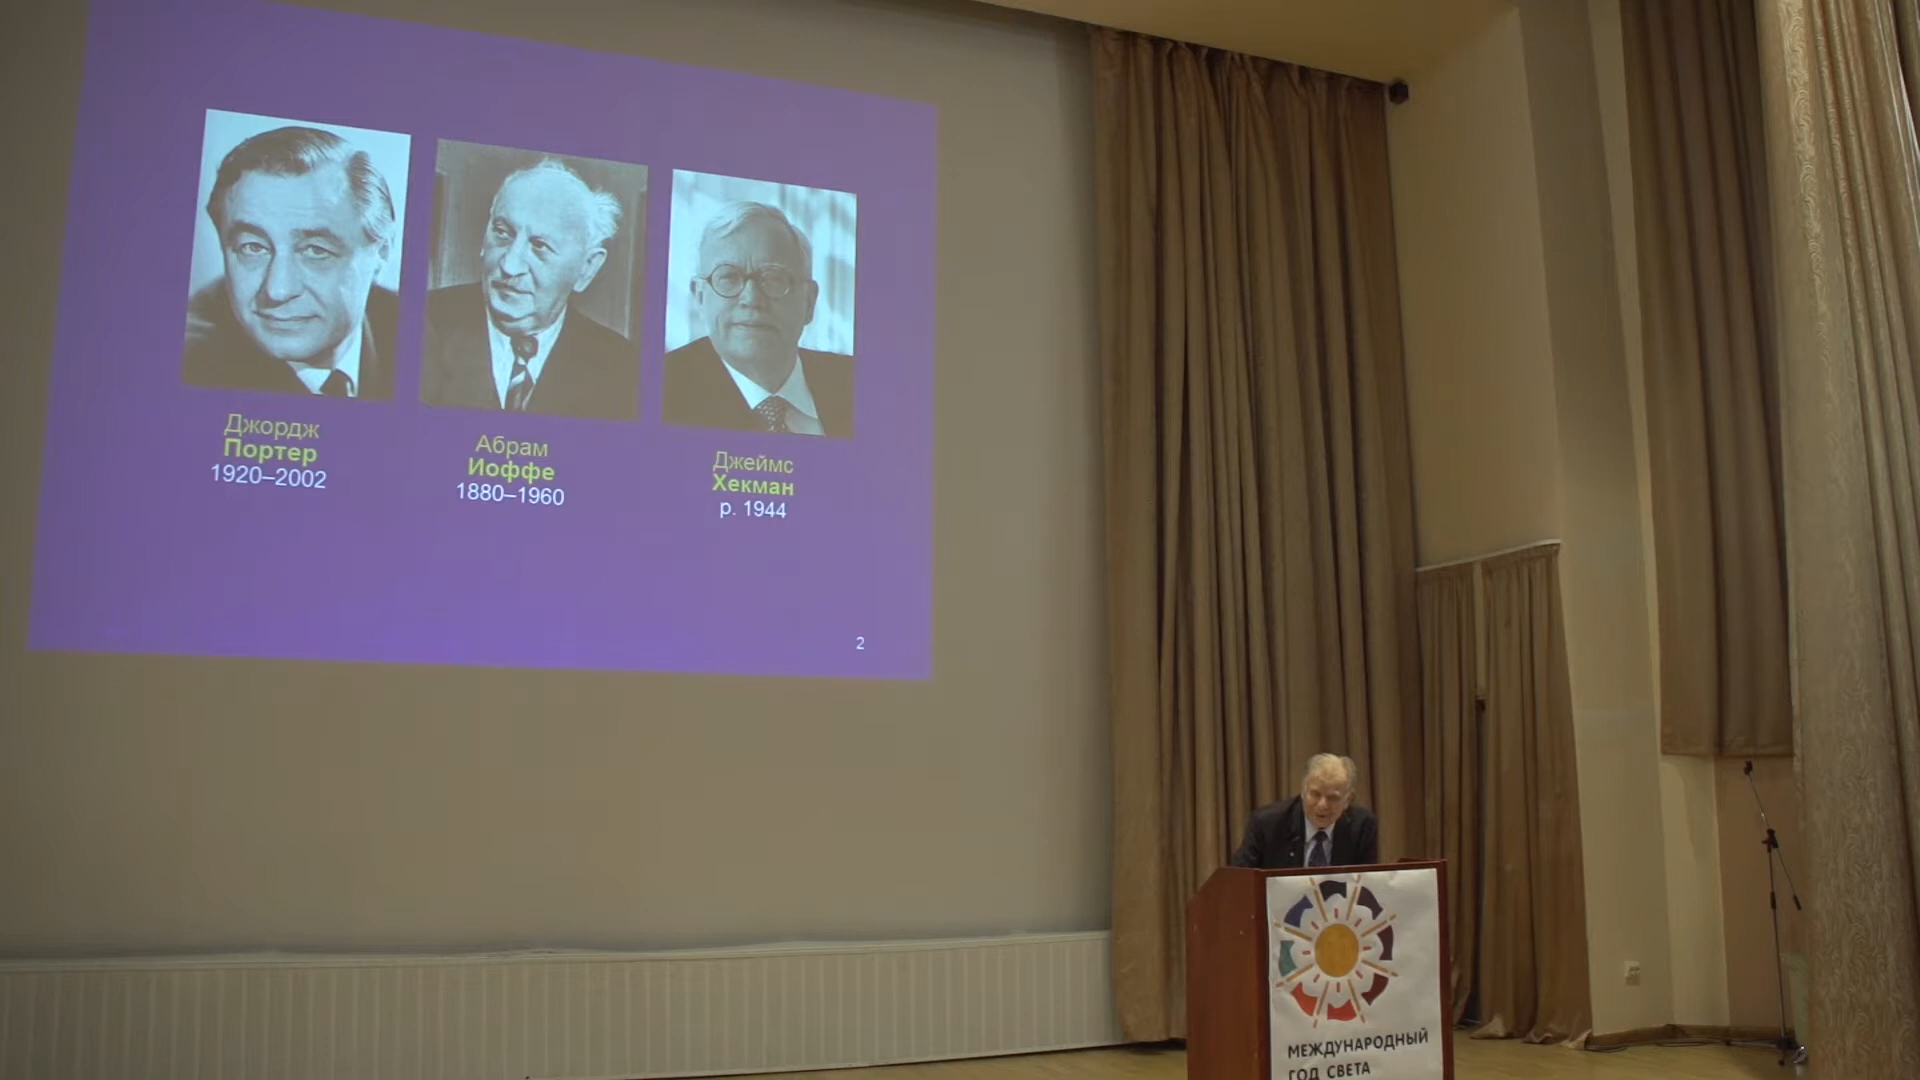 Джордж
Портер
1920–2002
Абрам
Иоффе
1880–1960
Джеймс
Хекман
р. 1944
2
МЕЖДУНАРОДНЫЙ
ГОД СВЕТА